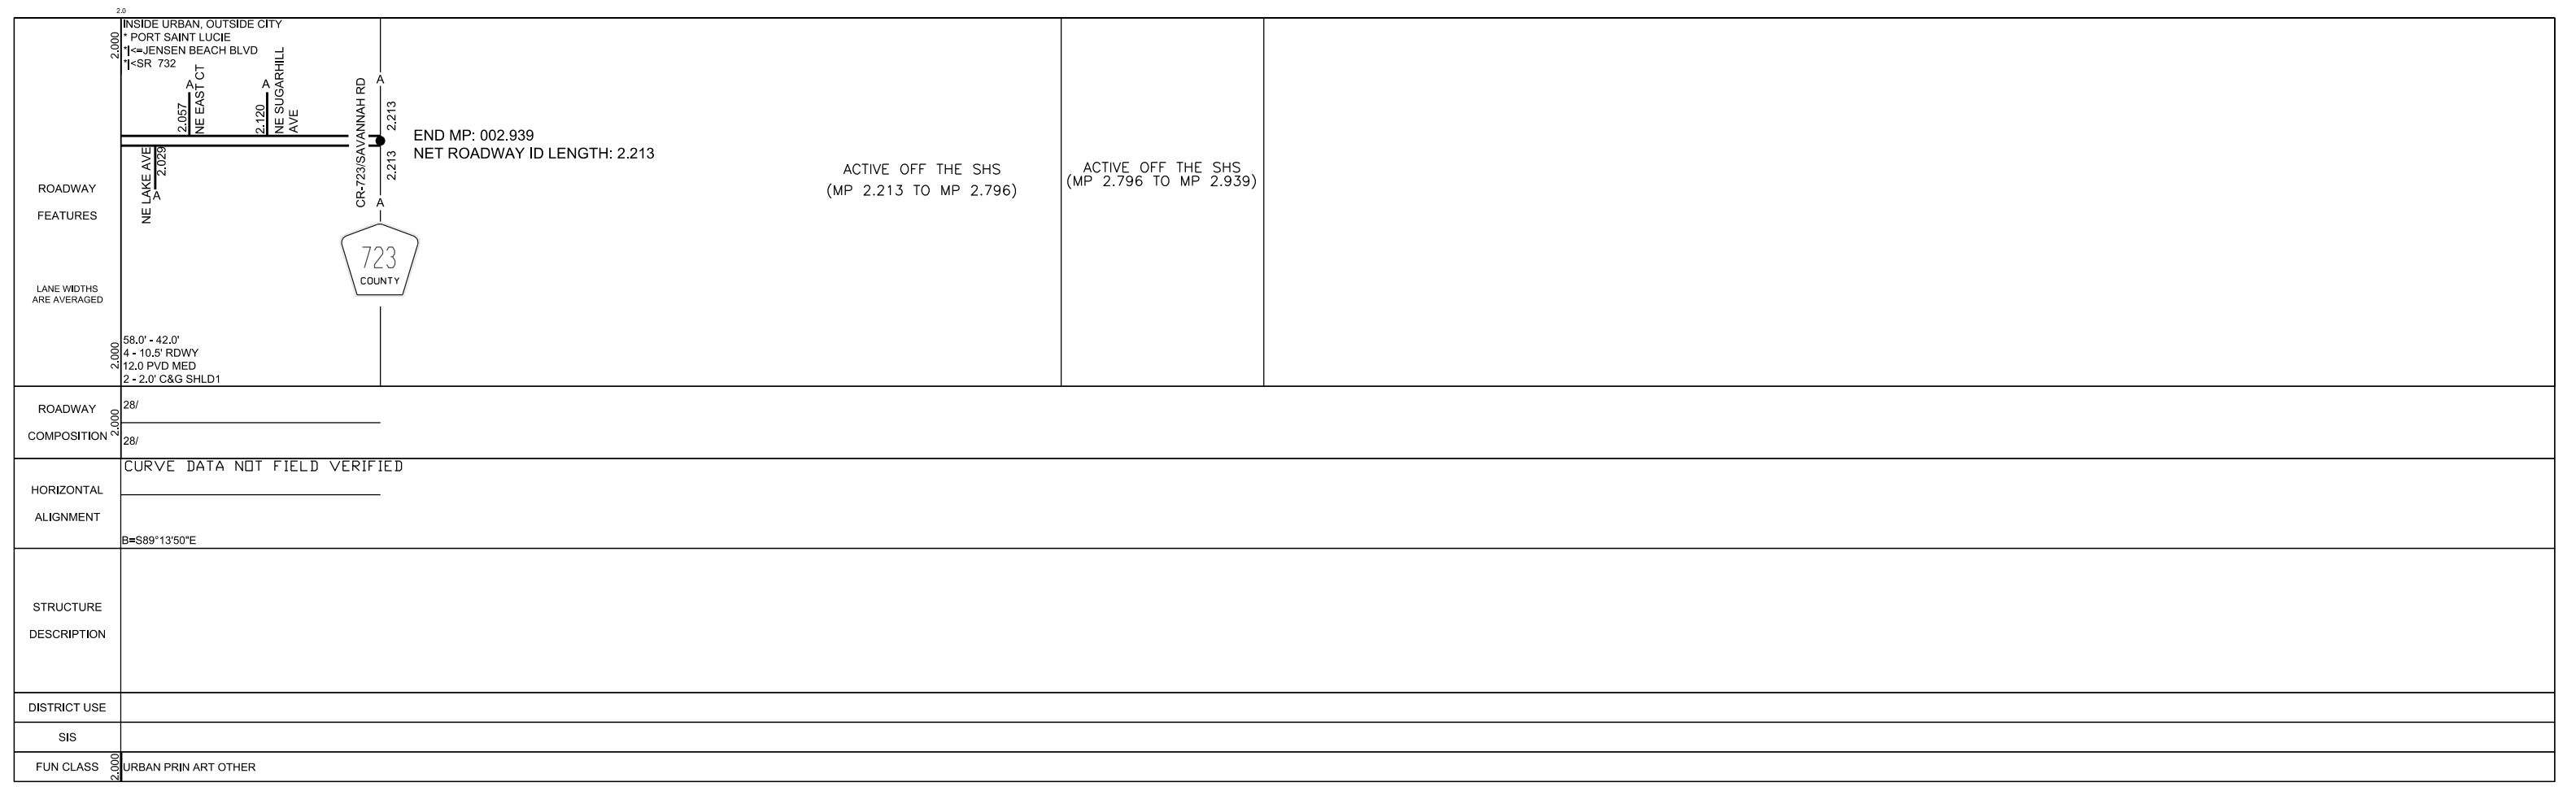 2.0
2.000
INSIDE URBAN, OUTSIDE CITY
* PORT SAINT LUCIE
*|<=JENSEN BEACH BLVD
*|<SR 732
A
2.057
NE EAST CT
A
2.120
NE SUGARHILL
AVE
CR-723/SAVANNAH RD
A
2.213
2.213
A
NE LAKE AVE
2.029
A
END MP: 002.939
NET ROADWAY ID LENGTH: 2.213
ACTIVE OFF THE SHS
(MP 2.213 TO MP 2.796)
ACTIVE OFF THE SHS
(MP 2.796 TO MP 2.939)
ROADWAY
FEATURES
723
COUNTY
LANE WIDTHS
ARE AVERAGED
2.000
58.0' - 42.0'
4 - 10.5' RDWY
12.0 PVD MED
2 - 2.0' C&G SHLD1
ROADWAY
COMPOSITION
2.000
28/
28/
HORIZONTAL
ALIGNMENT
CURVE DATA NOT FIELD VERIFIED
B=S89°13'50"E
STRUCTURE
DESCRIPTION
DISTRICT USE
SIS
FUN CLASS
2.000
URBAN PRIN ART OTHER